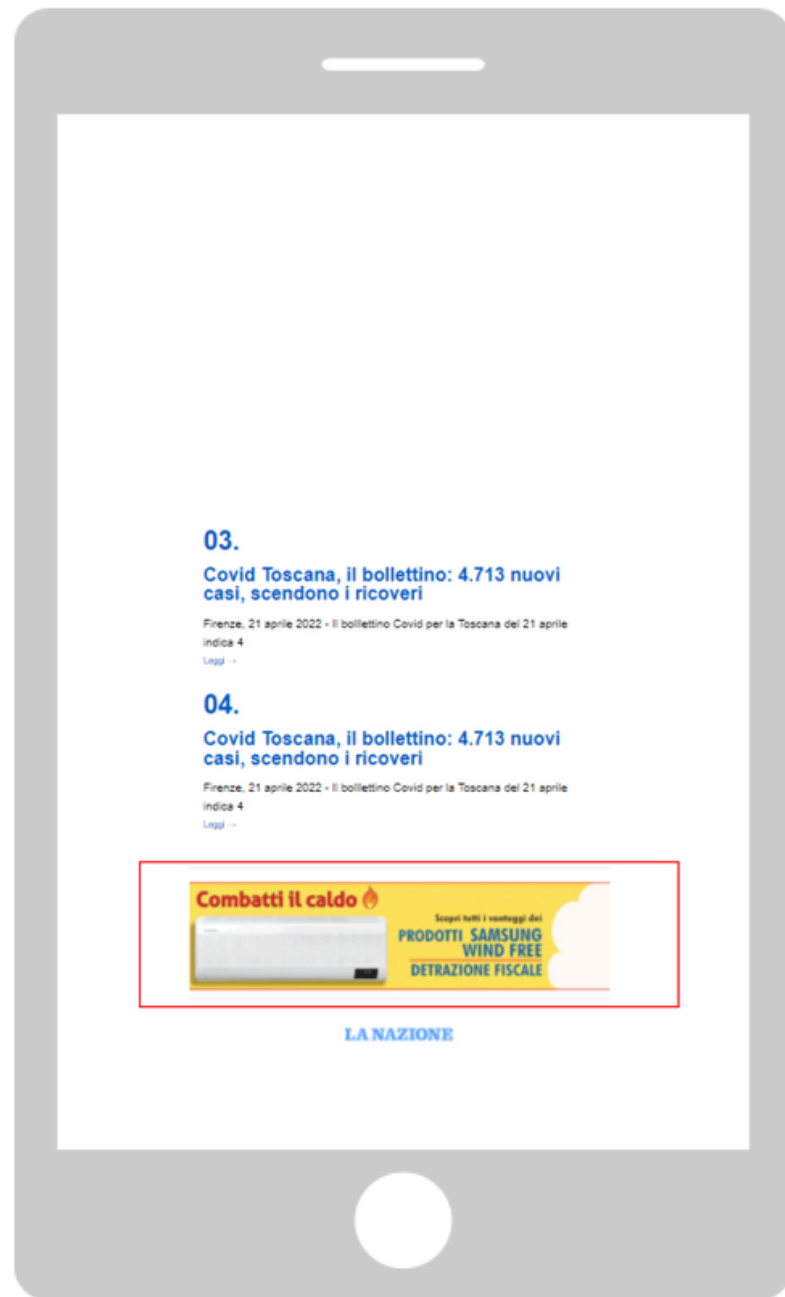 03.
Covid Toscana, il bollettino: 4.713 nuovi
casi, scendono i ricoveri
Firenze, 21 aprile 2022 - Il bolllettino Covid per la Toscana del 21 aprile
indica 4
Leggi →
04.
Covid Toscana, il bollettino: 4.713 nuovi
casi, scendono i ricoveri
Firenze, 21 aprile 2022 - Il bolllettino Covid per la Toscana del 21 aprile
indica 4
Leggi →
Combatti il caldo
Scopri tutti i vantaggi dei
PRODOTTI SAMSUNG
WIND FREE
DETRAZIONE FISCALE
LA NAZIONE